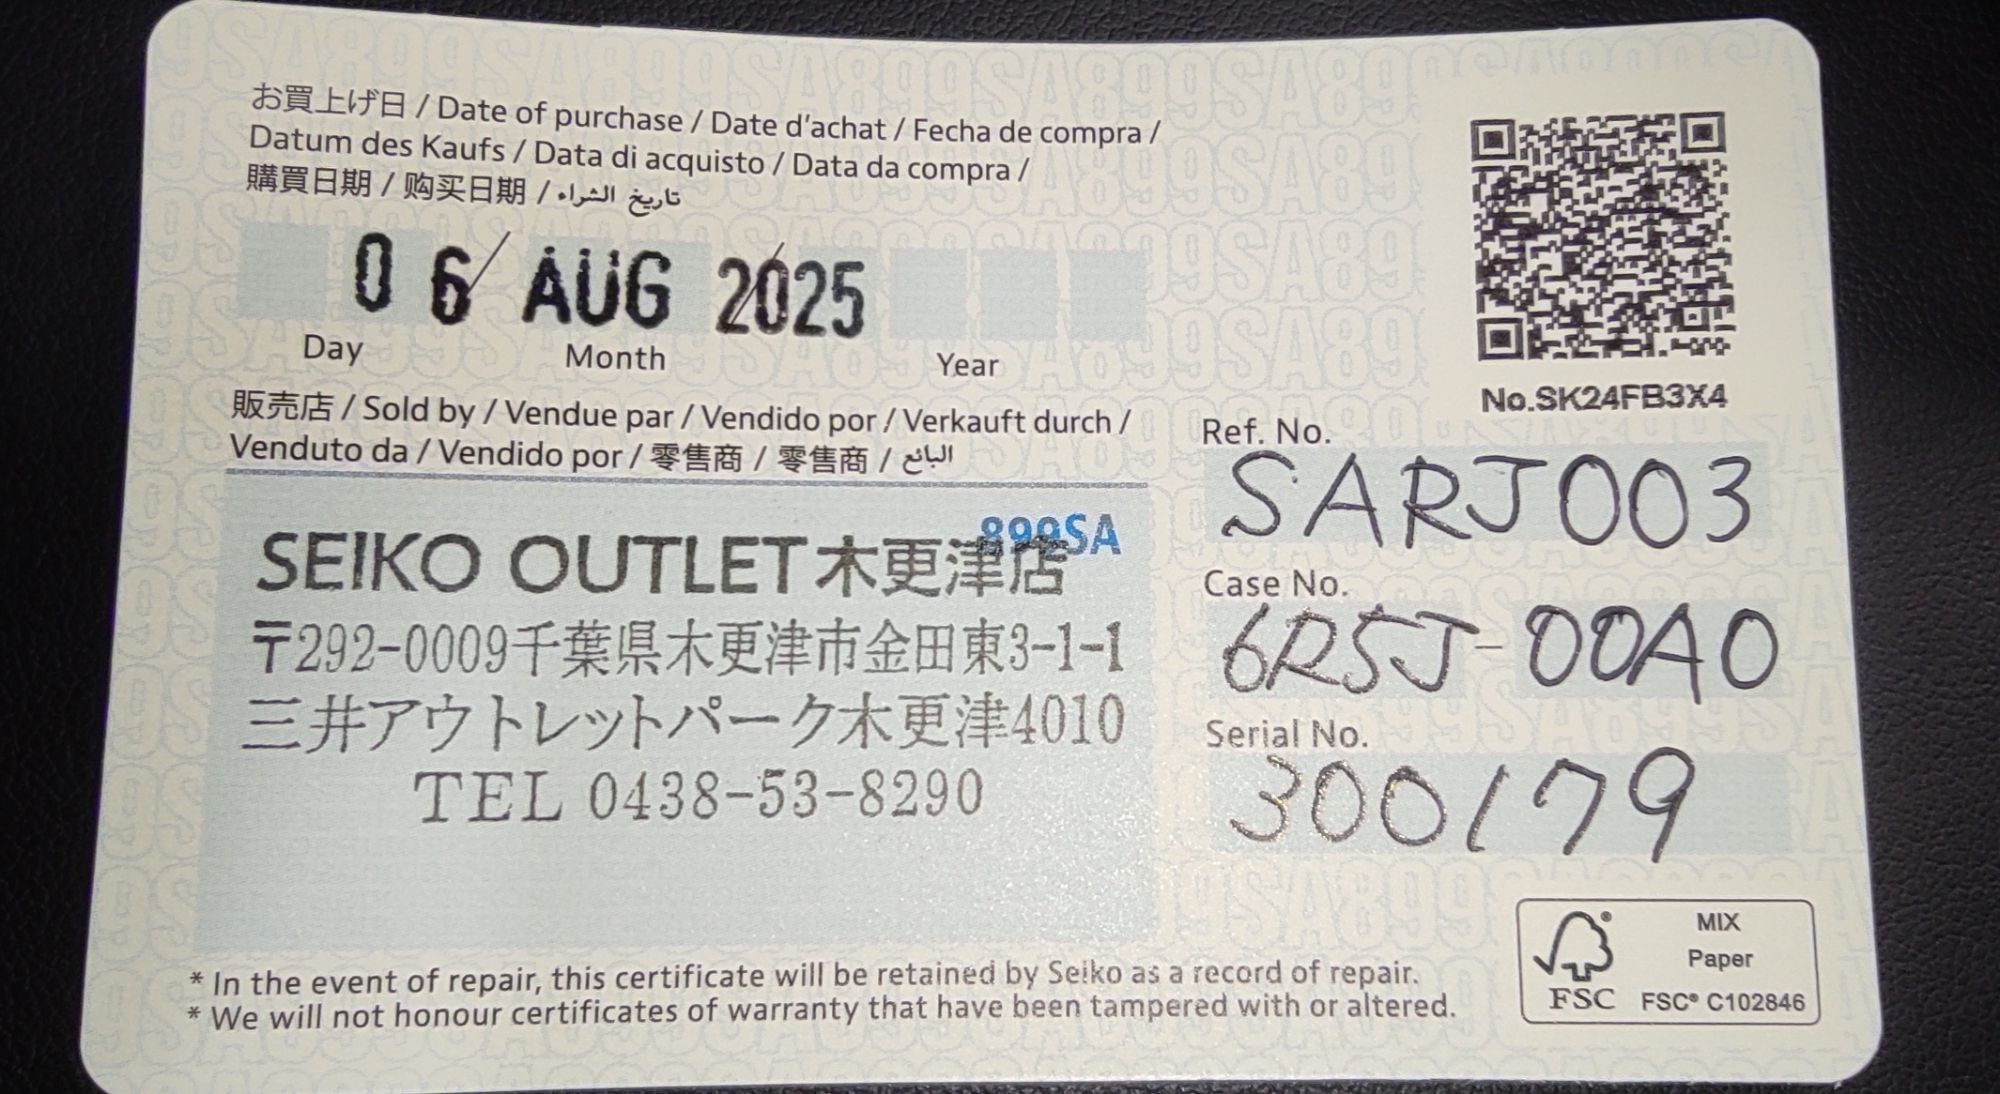 お買上げ日 / Date of purchase / Date d'achat / Fecha de compra /
Datum des Kaufs / Data di acquisto / Data da compra /
購買日期 / 购买日期 / تاريخ الشراء
06/ AUG 2025
Day Month Year
販売店 / Sold by / Vendue par / Vendido por / Verkauft durch /
Venduto da / Vendido por / 零售商 / 零售商 / البائع
899SA
SEIKO OUTLET 木更津店
〒292-0009千葉県木更津市金田東3-1-1
三井アウトレットパーク木更津4010
TEL 0438-53-8290
No.SK24FB3X4
Ref. No.
SARJ003
Case No.
6R5J-00A0
Serial No.
300179
* In the event of repair, this certificate will be retained by Seiko as a record of repair.
* We will not honour certificates of warranty that have been tampered with or altered.
MIX
Paper
FSC FSC® C102846